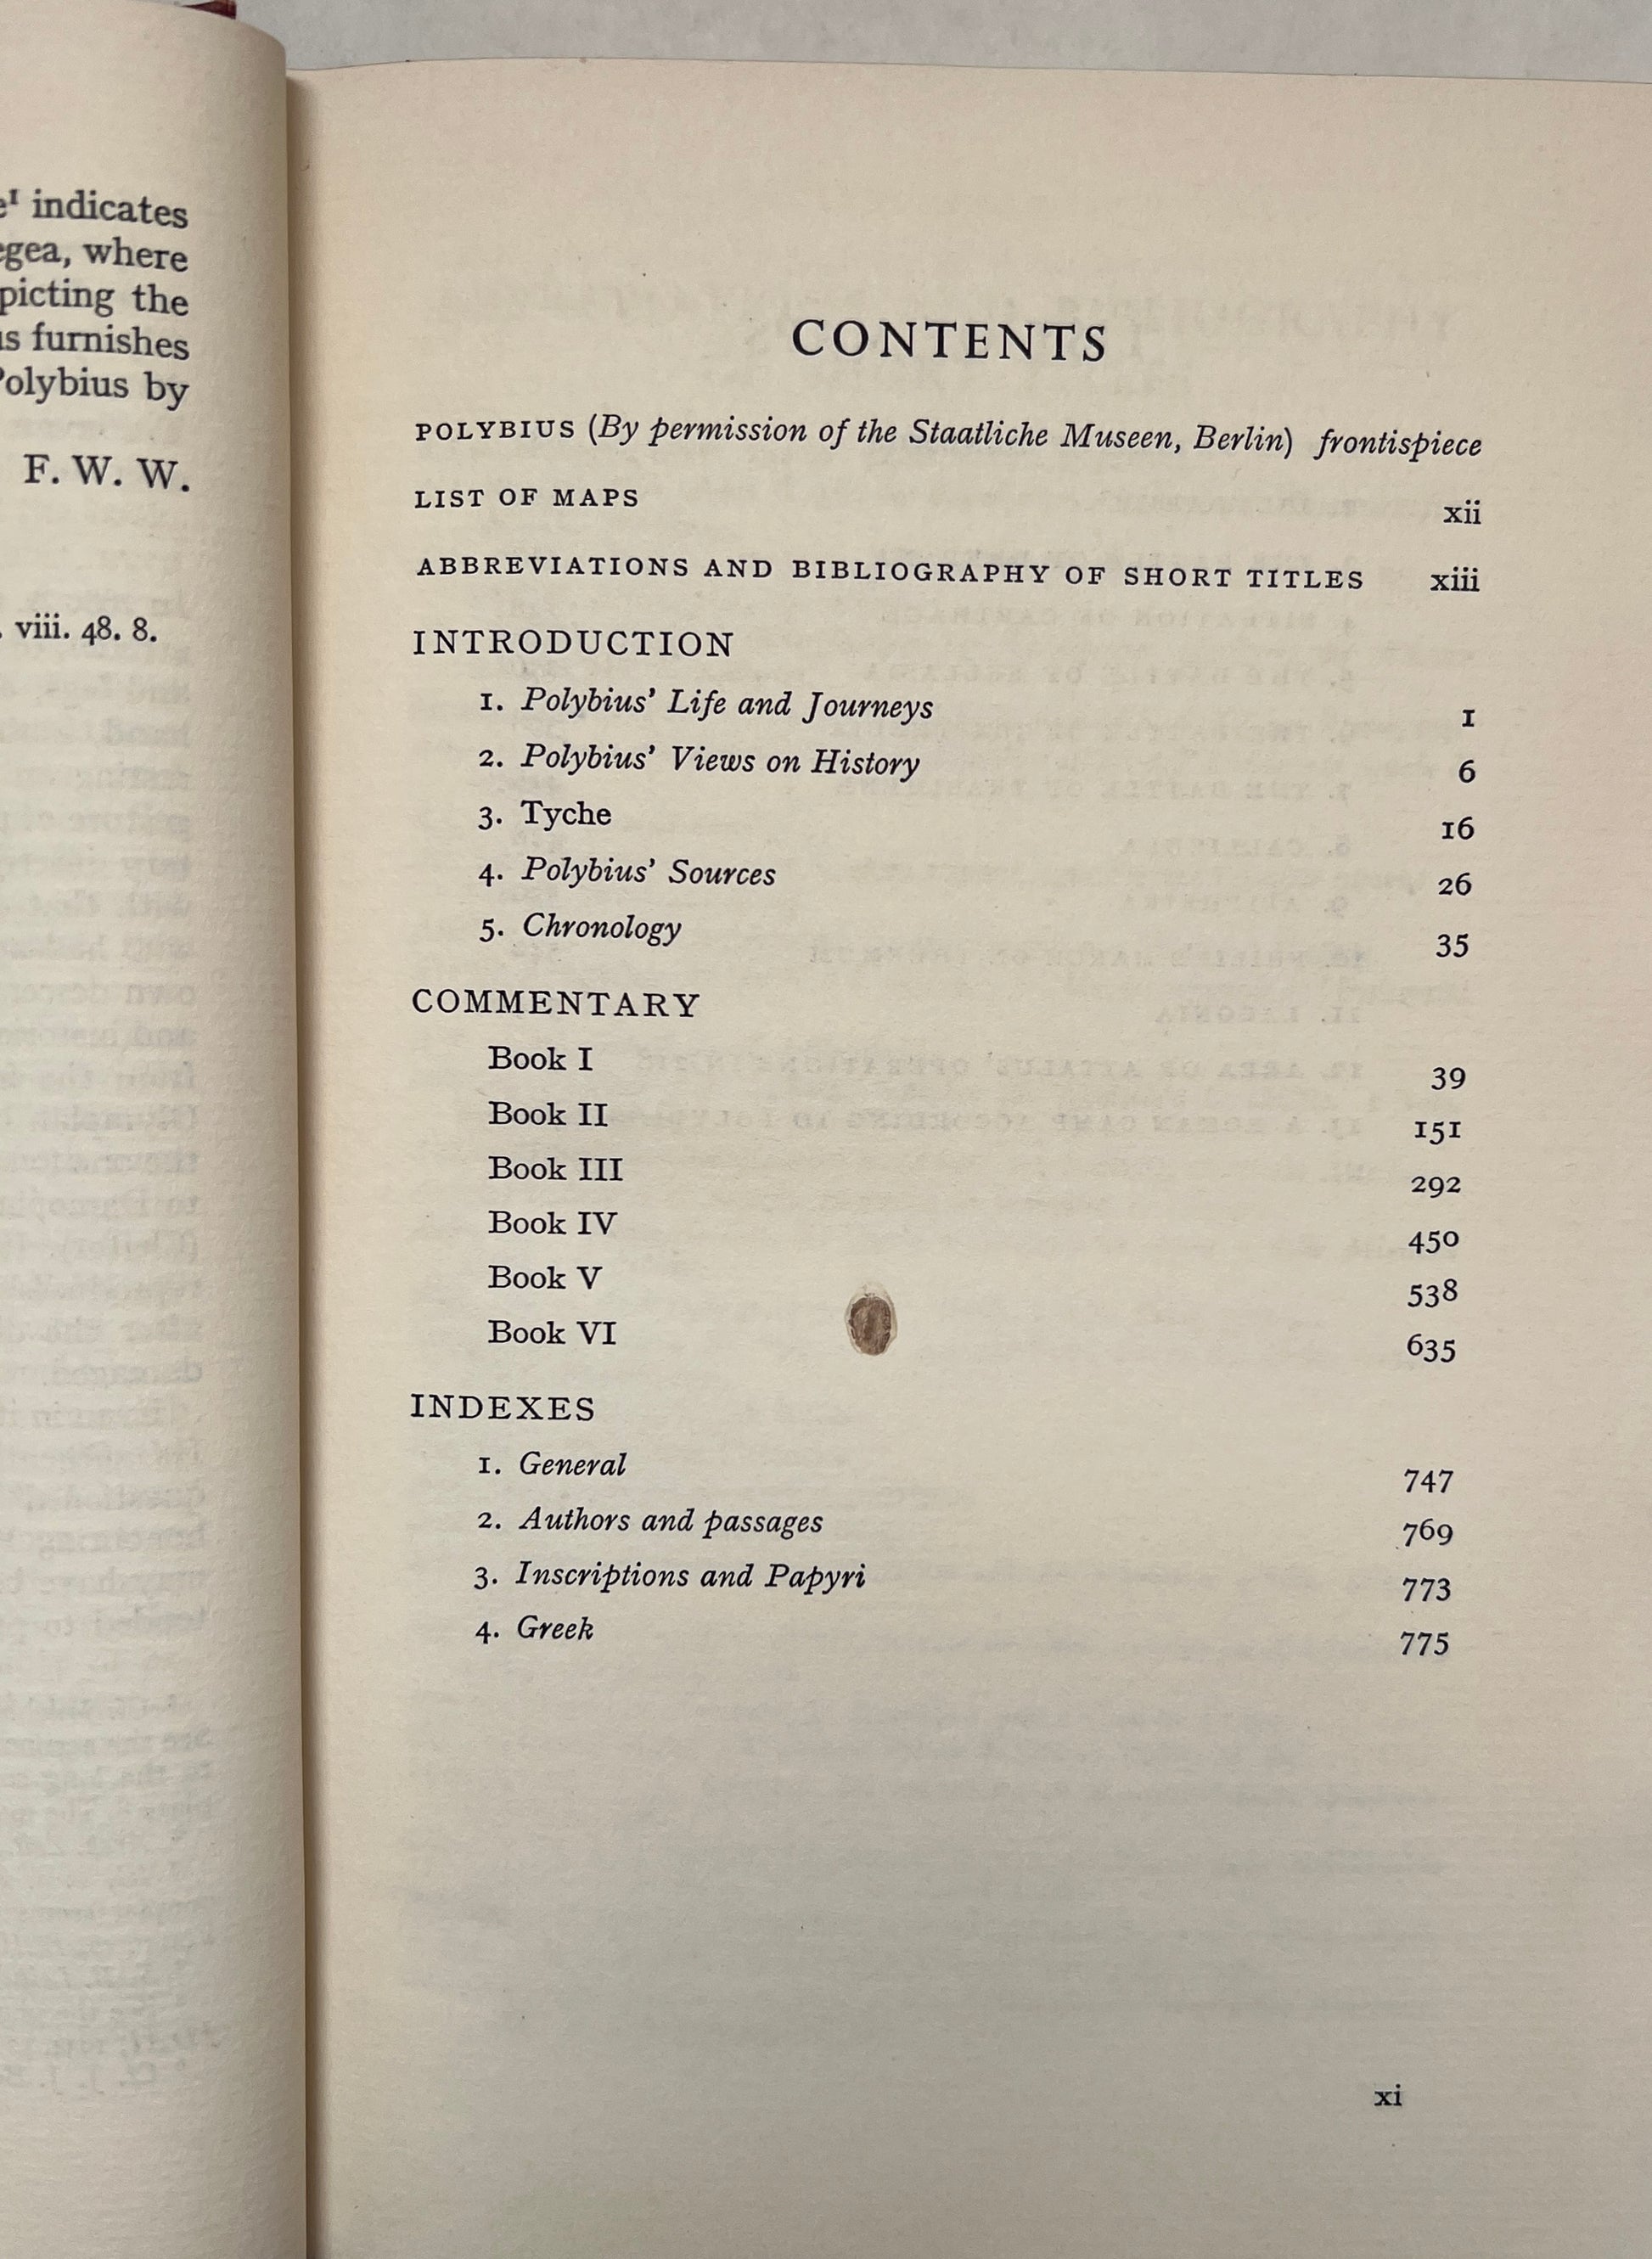 indicates
where
picting the
furnishes
Polybius by
F. W. W.
viii. 48. 8.
CONTENTS
POLYBIUS (By permission of the Staatliche Museen, Berlin) frontispiece
LIST OF MAPS xii
ABBREVIATIONS AND BIBLIOGRAPHY OF SHORT TITLES xiii
INTRODUCTION
1. Polybius’ Life and Journeys 1
2. Polybius’ Views on History 6
3. Tyche 16
4. Polybius’ Sources 26
5. Chronology 35
COMMENTARY
Book I 39
Book II 151
Book III 292
Book IV 450
Book V 538
Book VI 635
INDEXES
1. General 747
2. Authors and passages 769
3. Inscriptions and Papyri 773
4. Greek 775
xi